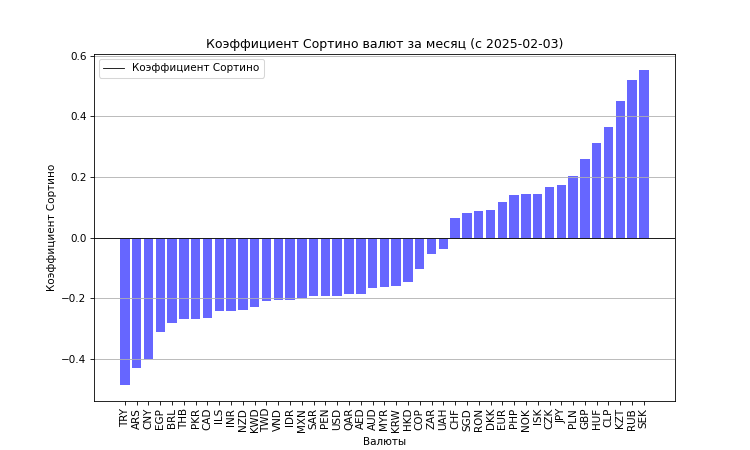 Коэффициент Сортино валют за месяц (с 2025-02-03)
Коэффициент Сортино
Коэффициент Сортино
0.6
0.4
0.2
0.0
−0.2
−0.4
TRY
ARS
CNY
EGP
BRL
THB
PKR
CAD
ILS
INR
NZD
KWD
TWD
VND
IDR
MXN
SAR
PEN
USD
QAR
AED
AUD
MYR
KRW
HKD
COP
ZAR
UAH
CHF
SGD
RON
DKK
EUR
PHP
NOK
ISK
CZK
JPY
PLN
GBP
HUF
CLP
KZT
RUB
SEK
Валюты